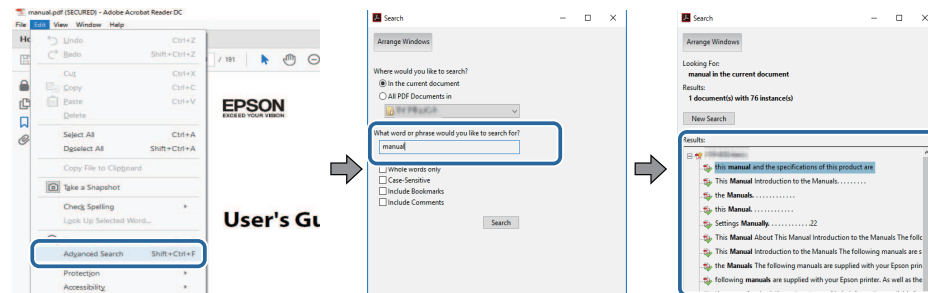 manual.pdf (SECURED) - Adobe Acrobat Reader DC
File Edit View Window Help
Undo Ctrl+Z
Redo Shift+Ctrl+Z
Cut Ctrl+X
Copy Ctrl+C
Paste Ctrl+V
Delete
Select All Ctrl+A
Deselect All Shift+Ctrl+A
Copy File to Clipboard
Take a Snapshot
Check Spelling
Look Up Selected Word...
Advanced Search Shift+Ctrl+F
Protection
Accessibility
/ 191
EPSON
EXCEED YOUR VISION
User's Gu
Search
Arrange Windows
Where would you like to search?
In the current document
All PDF Documents in
What word or phrase would you like to search for?
manual
Whole words only
Case-Sensitive
Include Bookmarks
Include Comments
Search
Search
Arrange Windows
Looking For:
manual in the current document
Results:
1 document(s) with 76 instance(s)
New Search
Results:
this manual and the specifications of this product are
This Manual Introduction to the Manuals. . . . . . . . .
the Manuals. . . . . . . . . . . .
this Manual. . . . . . . . . . . .
Settings Manually. . . . . . . . . . . . .22
This Manual About This Manual Introduction to the Manuals The follc
This Manual Introduction to the Manuals The following manuals are s
the Manuals The following manuals are supplied with your Epson prin
following manuals are supplied with your Epson printer. As well as the